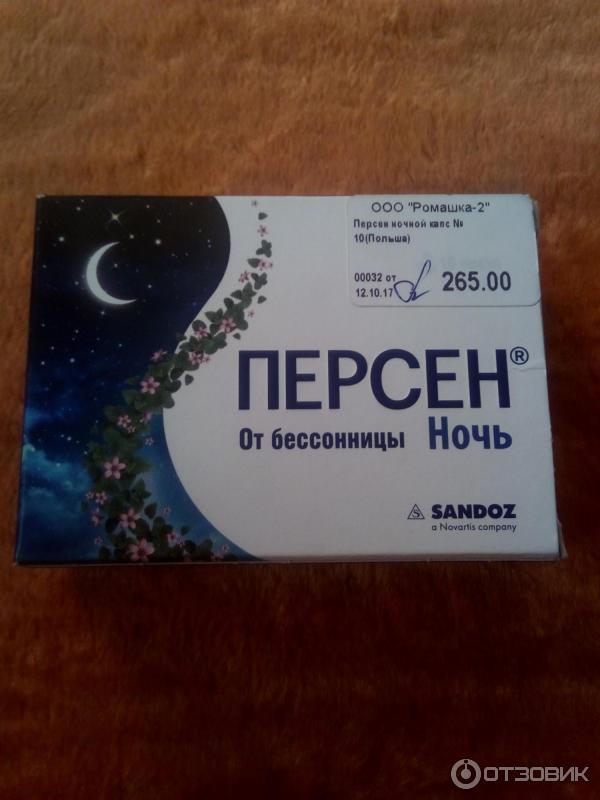 ООО "Ромашка-2"
Персен ночной капс №
10(Польша)
00032 от
12.10.17
265.00
ПЕРСЕН®
От бессонницы Ночь
S SANDOZ
a Novartis company
ОТЗОВИК